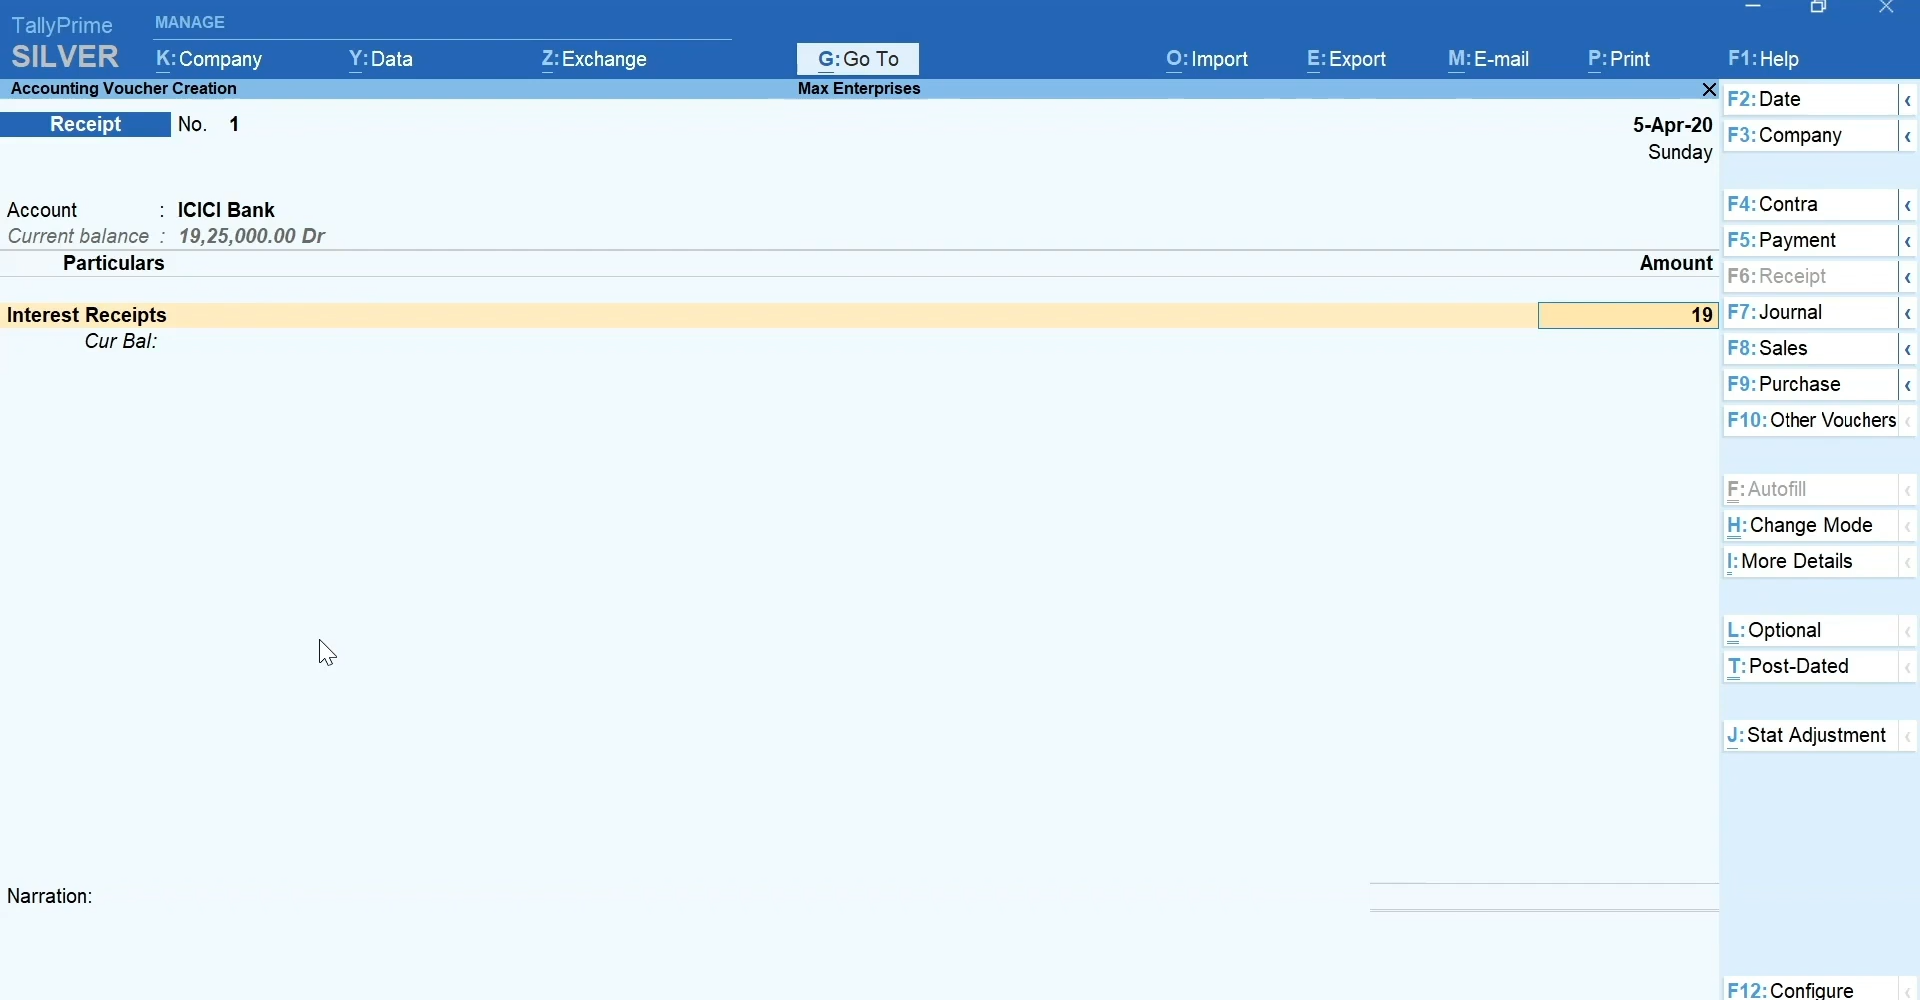 TallyPrime
SILVER
MANAGE
K: Company
Y: Data
Z: Exchange
G: Go To
O: Import
E: Export
M: E-mail
P: Print
F1: Help
Accounting Voucher Creation
Max Enterprises
Receipt No. 1
5-Apr-20
Sunday
Account : ICICI Bank
Current balance : 19,25,000.00 Dr
Particulars Amount
Interest Receipts 19
Cur Bal:
Narration:
F2: Date
F3: Company
F4: Contra
F5: Payment
F6: Receipt
F7: Journal
F8: Sales
F9: Purchase
F10: Other Vouchers
F: Autofill
H: Change Mode
I: More Details
L: Optional
T: Post-Dated
J: Stat Adjustment
F12: Configure